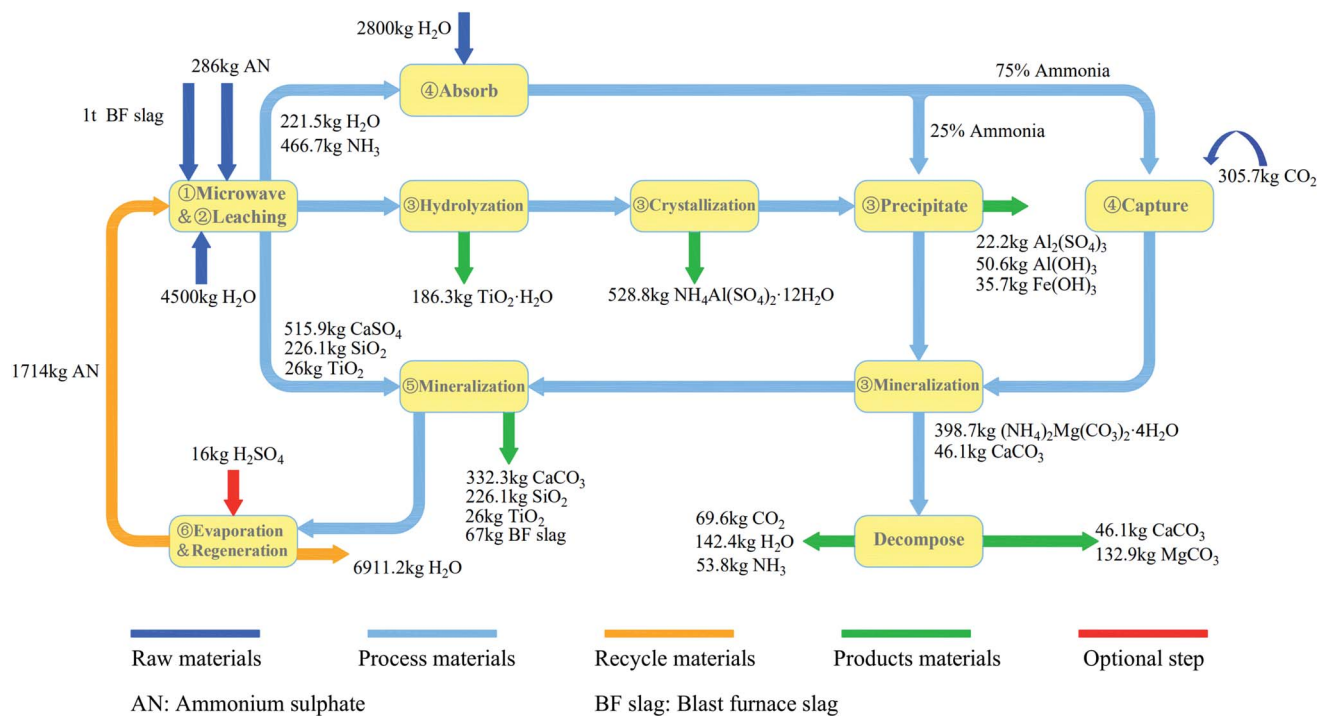 2800kg H₂O
286kg AN
④Absorb
75% Ammonia
1t BF slag
221.5kg H₂O
466.7kg NH₃
25% Ammonia
305.7kg CO₂
①Microwave
&②Leaching
③Hydrolyzation
③Crystallization
③Precipitate
④Capture
22.2kg Al₂(SO₄)₃
50.6kg Al(OH)₃
35.7kg Fe(OH)₃
4500kg H₂O
186.3kg TiO₂·H₂O
528.8kg NH₄Al(SO₄)₂·12H₂O
515.9kg CaSO₄
226.1kg SiO₂
26kg TiO₂
1714kg AN
⑤Mineralization
③Mineralization
398.7kg (NH₄)₂Mg(CO₃)₂·4H₂O
46.1kg CaCO₃
16kg H₂SO₄
332.3kg CaCO₃
226.1kg SiO₂
26kg TiO₂
67kg BF slag
⑥Evaporation
&Regeneration
6911.2kg H₂O
69.6kg CO₂
142.4kg H₂O
53.8kg NH₃
Decompose
46.1kg CaCO₃
132.9kg MgCO₃
Raw materials
Process materials
Recycle materials
Products materials
Optional step
AN: Ammonium sulphate
BF slag: Blast furnace slag